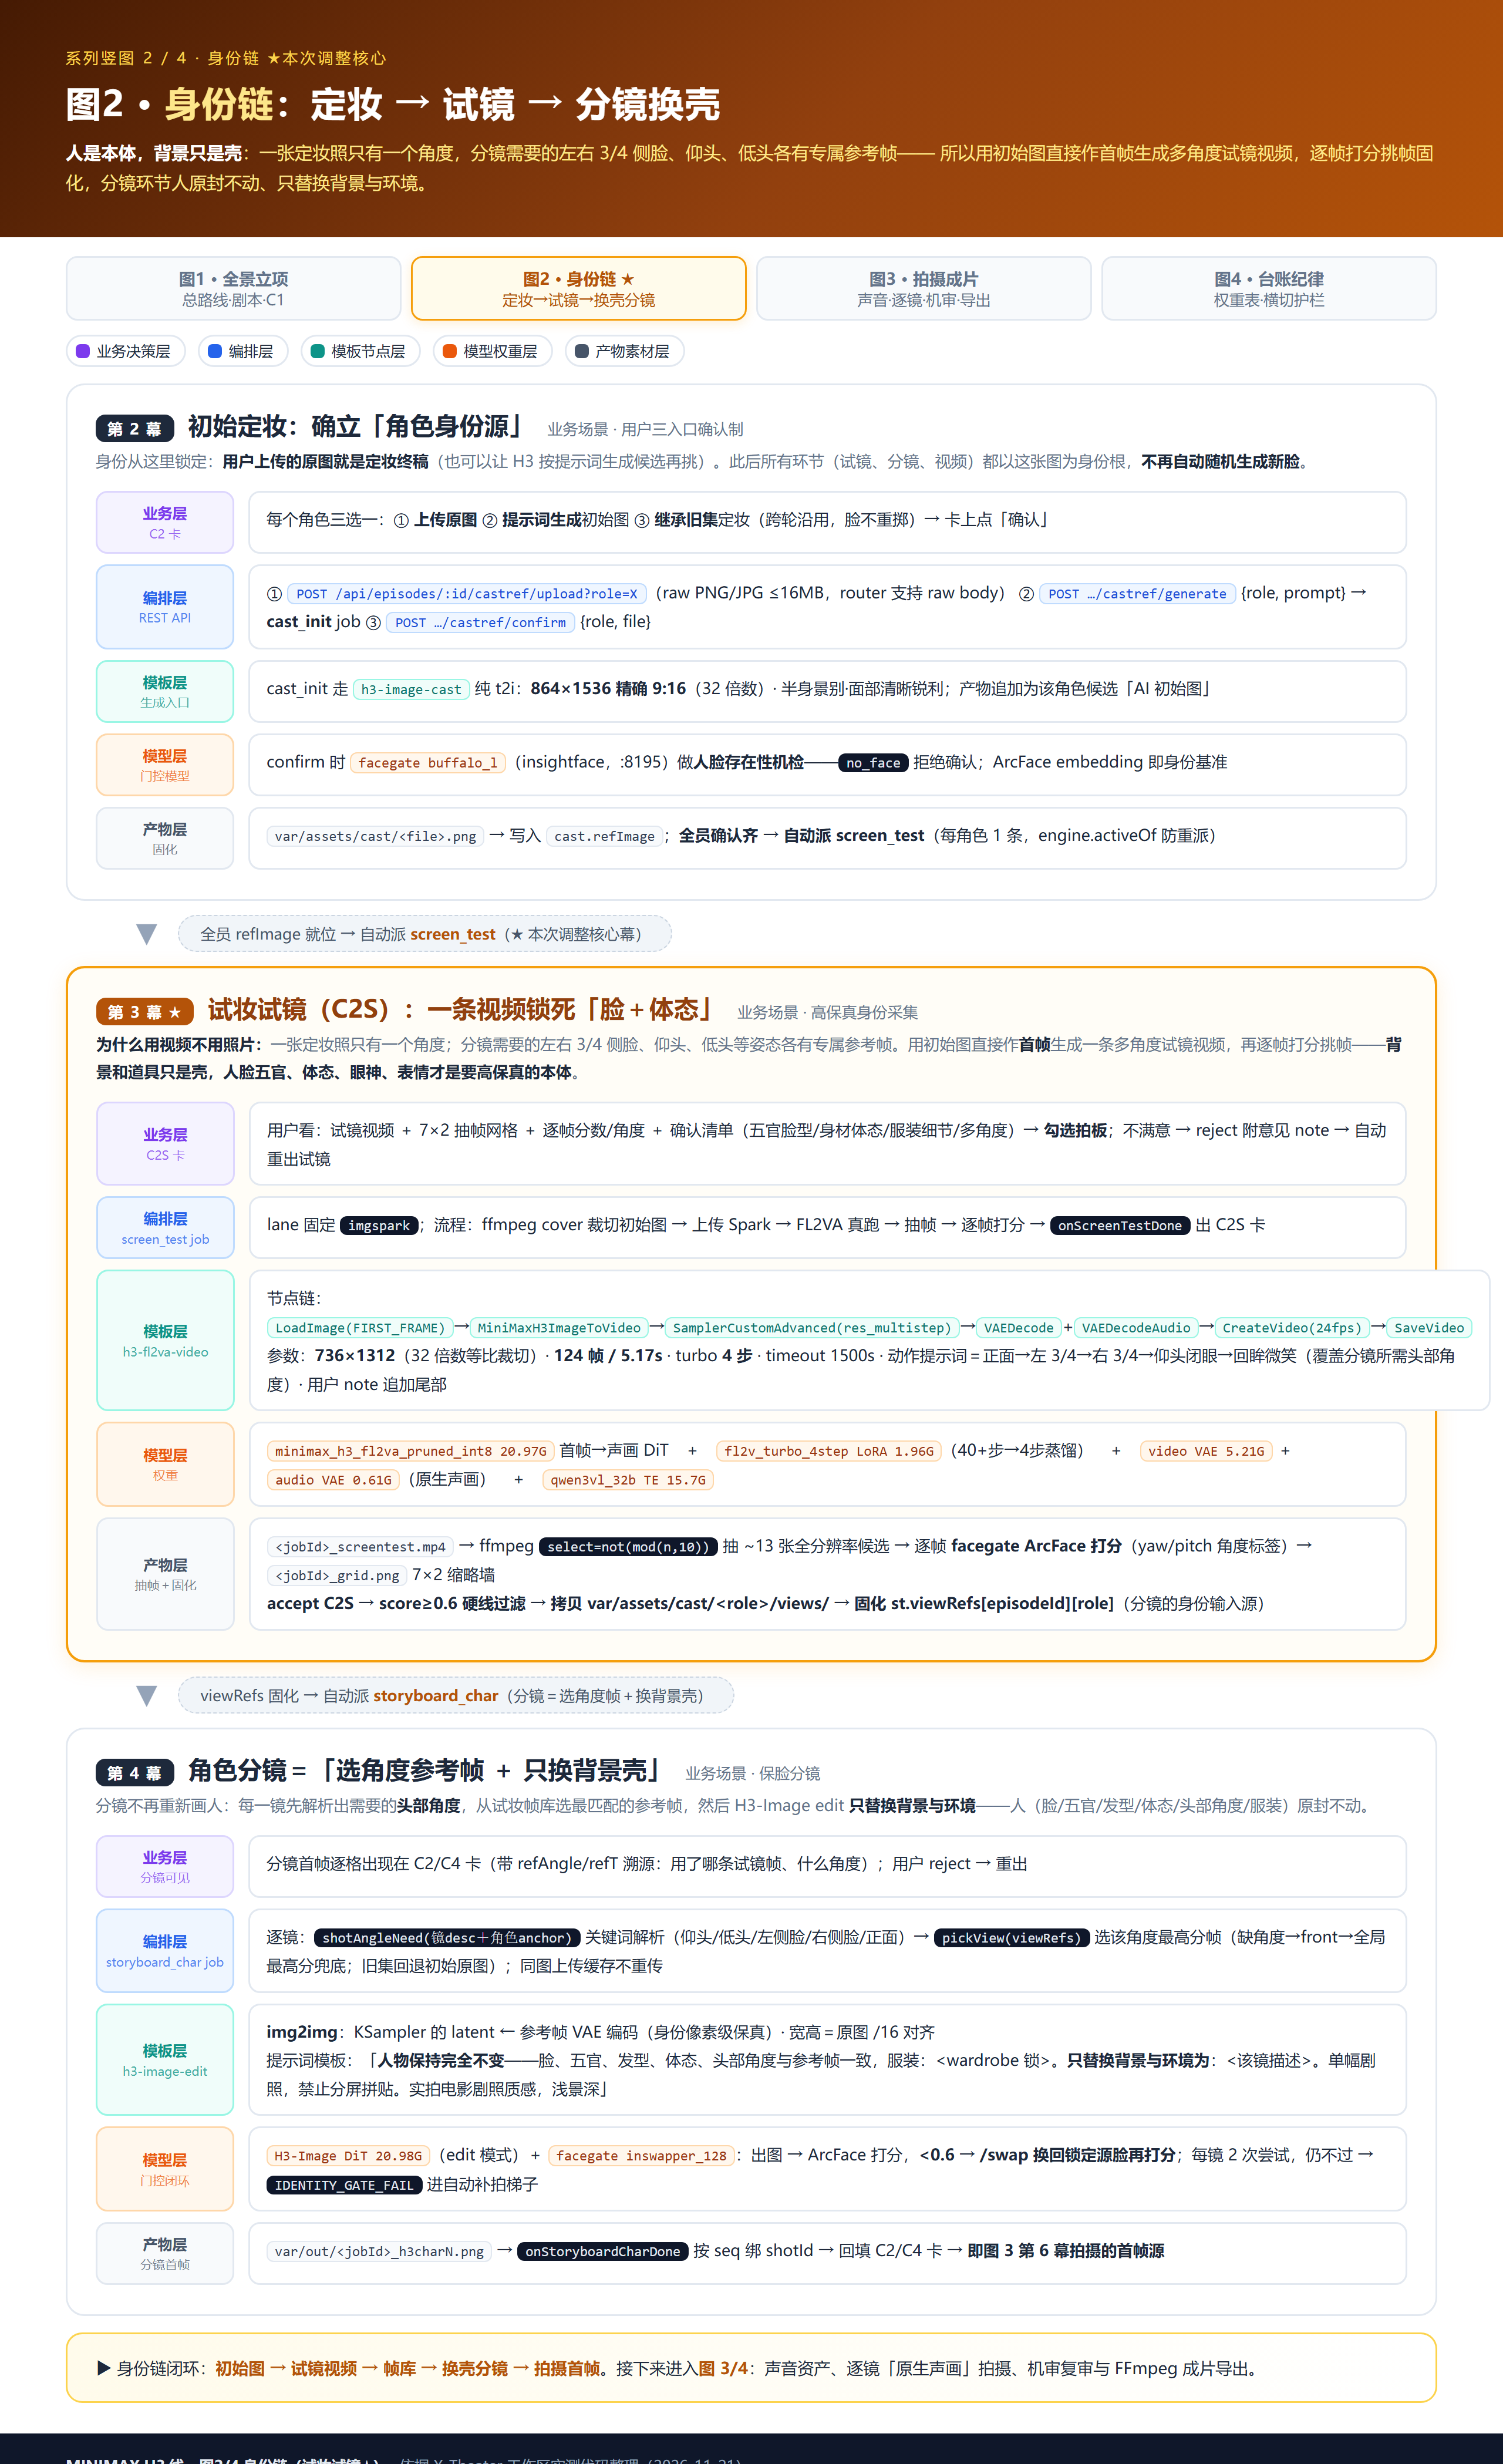 系列竖图 2 / 4 · 身份链 ★本次调整核心
图2 · 身份链：定妆 → 试镜 → 分镜换壳
人是本体，背景只是壳：一张定妆照只有一个角度，分镜需要的左右 3/4 侧脸、仰头、低头各有专属参考帧—— 所以用初始图直接作首帧生成多角度试镜视频，逐帧打分挑帧固
化，分镜环节人原封不动、只替换背景与环境。
图1 · 全景立项
总路线·剧本·C1
图2 · 身份链 ★
定妆→试镜→换壳分镜
图3 · 拍摄成片
声音·逐镜·机审·导出
图4 · 台账纪律
权重表·横切护栏
业务决策层
编排层
模板节点层
模型权重层
产物素材层
第 2 幕 初始定妆：确立「角色身份源」 业务场景 · 用户三入口确认制
身份从这里锁定：用户上传的原图就是定妆终稿（也可以让 H3 按提示词生成候选再挑）。此后所有环节（试镜、分镜、视频）都以这张图为身份根，不再自动随机生成新脸。
业务层
C2 卡
每个角色三选一：① 上传原图 ② 提示词生成初始图 ③ 继承旧集定妆（跨轮沿用，脸不重掷）→ 卡上点「确认」
编排层
REST API
① POST /api/episodes/:id/castref/upload?role=X（raw PNG/JPG ≤16MB，router 支持 raw body） ② POST …/castref/generate {role, prompt} →
cast_init job ③ POST …/castref/confirm {role, file}
模板层
生成入口
cast_init 走 h3-image-cast 纯 t2i：864×1536 精确 9:16（32 倍数）· 半身景别·面部清晰锐利；产物追加为该角色候选「AI 初始图」
模型层
门控模型
confirm 时 facegate buffalo_l（insightface，:8195）做人脸存在性机检——no_face 拒绝确认；ArcFace embedding 即身份基准
产物层
固化
var/assets/cast/<file>.png → 写入 cast.refImage；全员确认齐 → 自动派 screen_test（每角色 1 条，engine.activeOf 防重派）
全员 refImage 就位 → 自动派 screen_test（★ 本次调整核心幕）
第 3 幕 ★ 试妆试镜（C2S）：一条视频锁死「脸＋体态」 业务场景 · 高保真身份采集
为什么用视频不用照片：一张定妆照只有一个角度；分镜需要的左右 3/4 侧脸、仰头、低头等姿态各有专属参考帧。用初始图直接作首帧生成一条多角度试镜视频，再逐帧打分挑帧——背
景和道具只是壳，人脸五官、体态、眼神、表情才是要高保真的本体。
业务层
C2S 卡
用户看：试镜视频 ＋ 7×2 抽帧网格 ＋ 逐帧分数/角度 ＋ 确认清单（五官脸型/身材体态/服装细节/多角度）→ 勾选拍板；不满意 → reject 附意见 note → 自动
重出试镜
编排层
screen_test job
lane 固定 imgspark；流程：ffmpeg cover 裁切初始图 → 上传 Spark → FL2VA 真跑 → 抽帧 → 逐帧打分 → onScreenTestDone 出 C2S 卡
模板层
h3-fl2va-video
节点链：
LoadImage(FIRST_FRAME)→MiniMaxH3ImageToVideo→SamplerCustomAdvanced(res_multistep)→VAEDecode+VAEDecodeAudio→CreateVideo(24fps)→SaveVideo
参数：736×1312（32 倍数等比裁切）· 124 帧 / 5.17s · turbo 4 步 · timeout 1500s · 动作提示词＝正面→左 3/4→右 3/4→仰头闭眼→回眸微笑（覆盖分镜所需头部角
度）· 用户 note 追加尾部
模型层
权重
minimax_h3_fl2va_pruned_int8 20.97G 首帧→声画 DiT ＋ fl2v_turbo_4step LoRA 1.96G（40+步→4步蒸馏） ＋ video VAE 5.21G ＋
audio VAE 0.61G（原生声画） ＋ qwen3vl_32b TE 15.7G
产物层
抽帧＋固化
<jobId>_screentest.mp4 → ffmpeg select=not(mod(n,10)) 抽 ~13 张全分辨率候选 → 逐帧 facegate ArcFace 打分（yaw/pitch 角度标签）→
<jobId>_grid.png 7×2 缩略墙
accept C2S → score≥0.6 硬线过滤 → 拷贝 var/assets/cast/<role>/views/ → 固化 st.viewRefs[episodeId][role]（分镜的身份输入源）
viewRefs 固化 → 自动派 storyboard_char（分镜＝选角度帧＋换背景壳）
第 4 幕 角色分镜＝「选角度参考帧 ＋ 只换背景壳」 业务场景 · 保险分镜
分镜不再重新画人：每一镜先解析出需要的头部角度，从试妆帧库选最匹配的参考帧，然后 H3-Image edit 只替换背景与环境——人（脸/五官/发型/体态/头部角度/服装）原封不动。
业务层
分镜可见
分镜首帧逐格出现在 C2/C4 卡（带 refAngle/refT 溯源：用了哪条试镜帧、什么角度）；用户 reject → 重出
编排层
storyboard_char job
逐镜：shotAngleNeed(镜desc＋角色anchor) 关键词解析（仰头/低头/左侧脸/右侧脸/正面）→ pickView(viewRefs) 选该角度最高分帧（缺角度→front→全局
最高分兜底；旧集回退初始原图）；同图上传缓存不重传
模板层
h3-image-edit
img2img：KSampler 的 latent ← 参考帧 VAE 编码（身份像素级保真）· 宽高＝原图 /16 对齐
提示词模板：「人物保持完全不变——脸、五官、发型、体态、头部角度与参考帧一致，服装：<wardrobe 锁>。只替换背景与环境为：<该镜描述>。单幅剧
照，禁止分屏拼贴。实拍电影剧照质感，浅景深」
模型层
门控闭环
H3-Image DiT 20.98G（edit 模式）＋ facegate inswapper_128：出图 → ArcFace 打分，<0.6 → /swap 换回锁定源脸再打分；每镜 2 次尝试，仍不过 →
IDENTITY_GATE_FAIL 进自动补拍梯子
产物层
分镜首帧
var/out/<jobId>_h3charN.png → onStoryboardCharDone 按 seq 绑 shotId → 回填 C2/C4 卡 → 即图 3 第 6 幕拍摄的首帧源
▶ 身份链闭环：初始图 → 试镜视频 → 帧库 → 换壳分镜 → 拍摄首帧。接下来进入图 3/4：声音资产、逐镜「原生声画」拍摄、机审复审与 FFmpeg 成片导出。